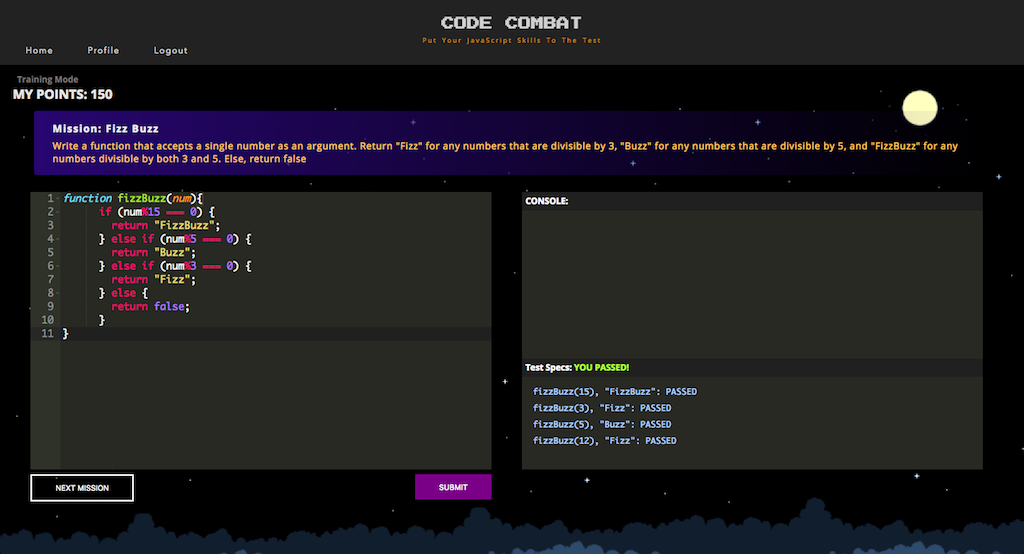 CODE COMBAT
Put Your JavaScript Skills To The Test
Home Profile Logout
Training Mode
MY POINTS: 150
Mission: Fizz Buzz
Write a function that accepts a single number as an argument. Return "Fizz" for any numbers that are divisible by 3, "Buzz" for any numbers that are divisible by 5, and "FizzBuzz" for any
numbers divisible by both 3 and 5. Else, return false
1 function fizzBuzz(num){
2 if (num%15 === 0) {
3 return "FizzBuzz";
4 } else if (num%5 === 0) {
5 return "Buzz";
6 } else if (num%3 === 0) {
7 return "Fizz";
8 } else {
9 return false;
10 }
11 }
CONSOLE:
Test Specs: YOU PASSED!
fizzBuzz(15), "FizzBuzz": PASSED
fizzBuzz(3), "Fizz": PASSED
fizzBuzz(5), "Buzz": PASSED
fizzBuzz(12), "Fizz": PASSED
NEXT MISSION
SUBMIT